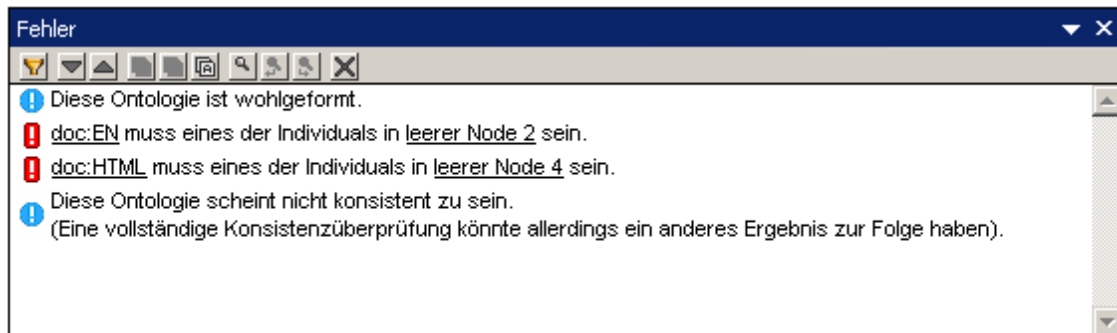 Fehler
Diese Ontologie ist wohlgeformt.
doc:EN muss eines der Individuals in leerer Node 2 sein.
doc:HTML muss eines der Individuals in leerer Node 4 sein.
Diese Ontologie scheint nicht konsistent zu sein.
(Eine vollständige Konsistenzüberprüfung könnte allerdings ein anderes Ergebnis zur Folge haben).